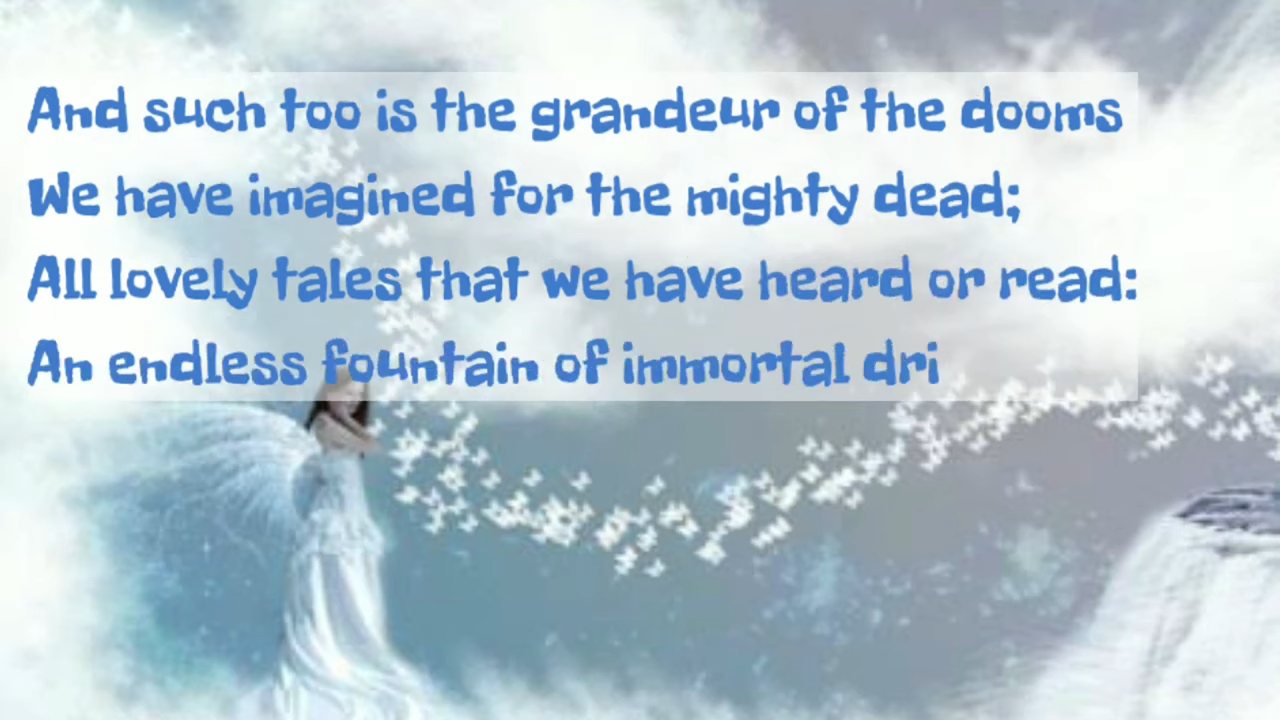 And such too is the grandeur of the dooms
We have imagined for the mighty dead;
All lovely tales that we have heard or read:
An endless fountain of immortal dri